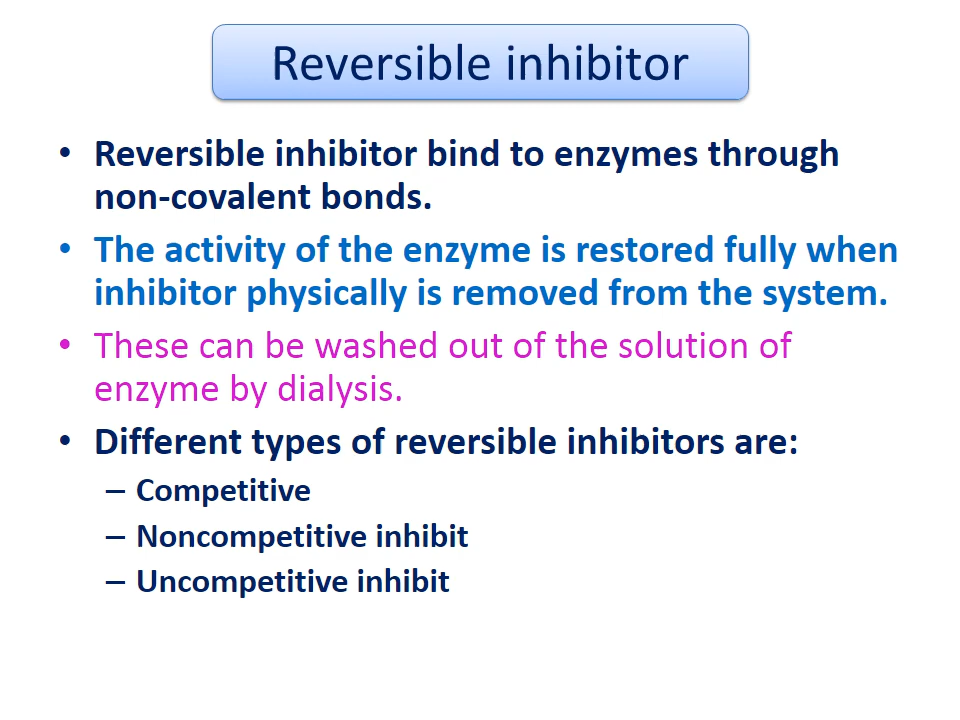 Reversible inhibitor
• Reversible inhibitor bind to enzymes through
non-covalent bonds.
• The activity of the enzyme is restored fully when
inhibitor physically is removed from the system.
• These can be washed out of the solution of
enzyme by dialysis.
• Different types of reversible inhibitors are:
– Competitive
– Noncompetitive inhibit
– Uncompetitive inhibit